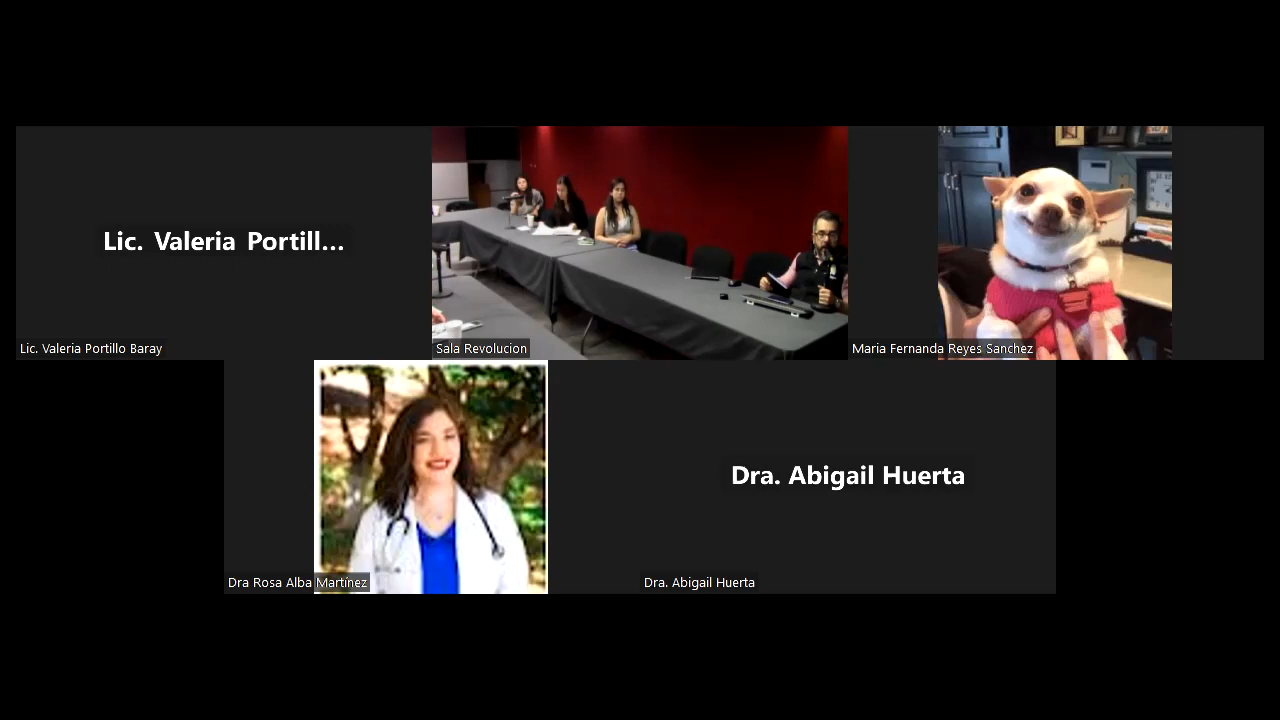 Lic. Valeria Portill...
Lic. Valeria Portillo Baray
Sala Revolucion
Maria Fernanda Reyes Sanchez
Dra. Abigail Huerta
Dra Rosa Alba Martínez
Dra. Abigail Huerta